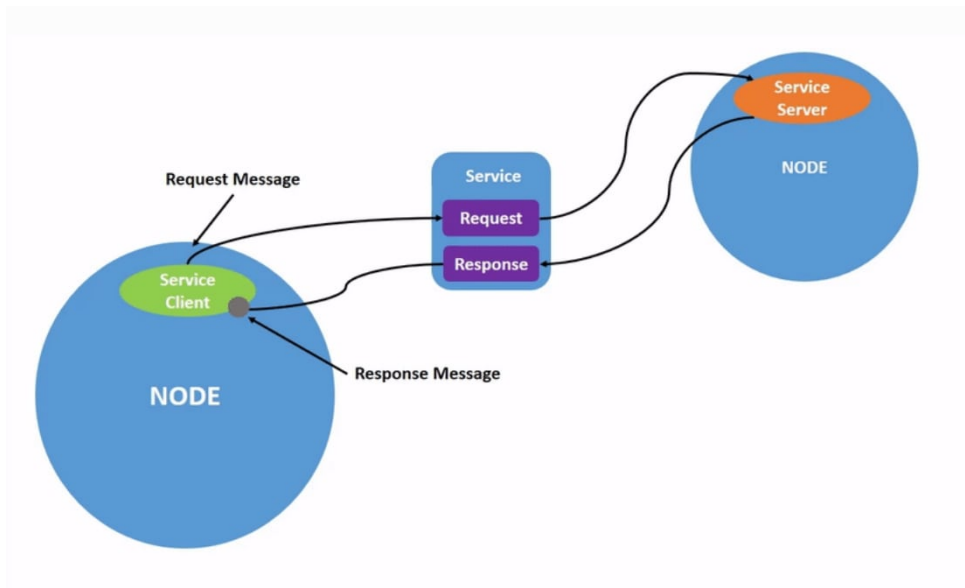 Service
Server
NODE
Request Message
Service
Request
Response
Service
Client
Response Message
NODE